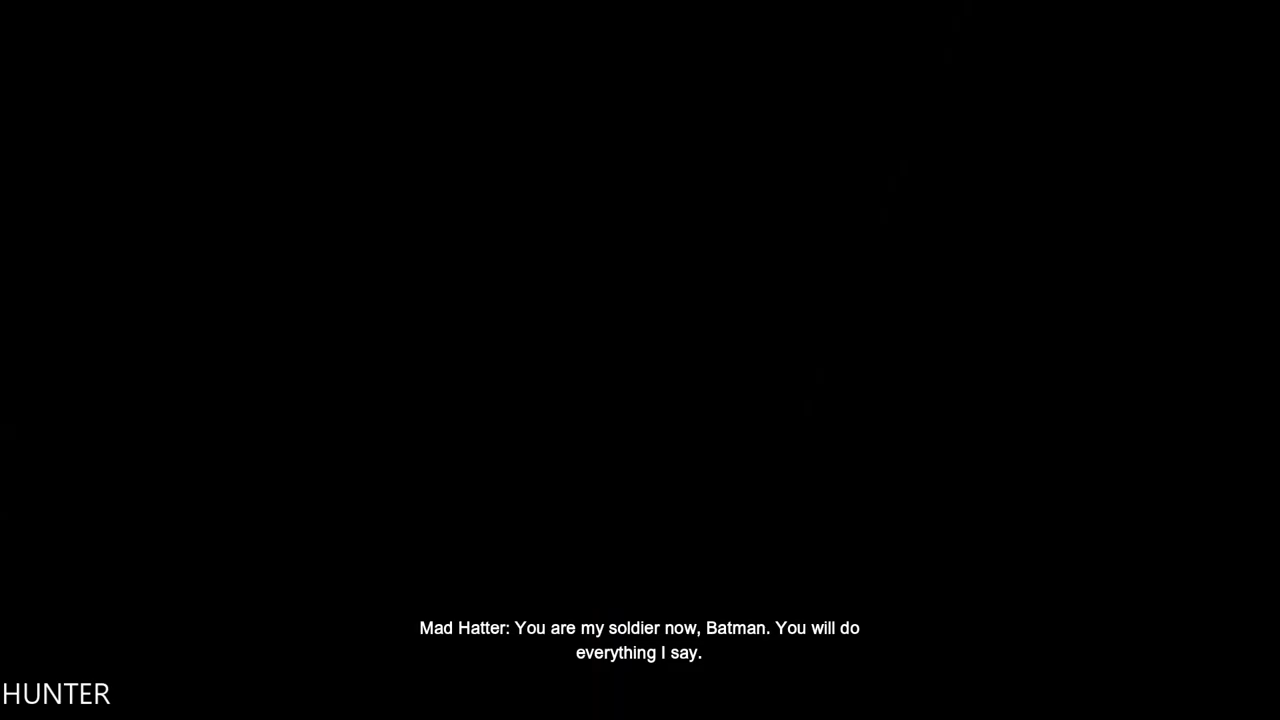 Mad Hatter: You are my soldier now, Batman. You will do
everything I say.
HUNTER